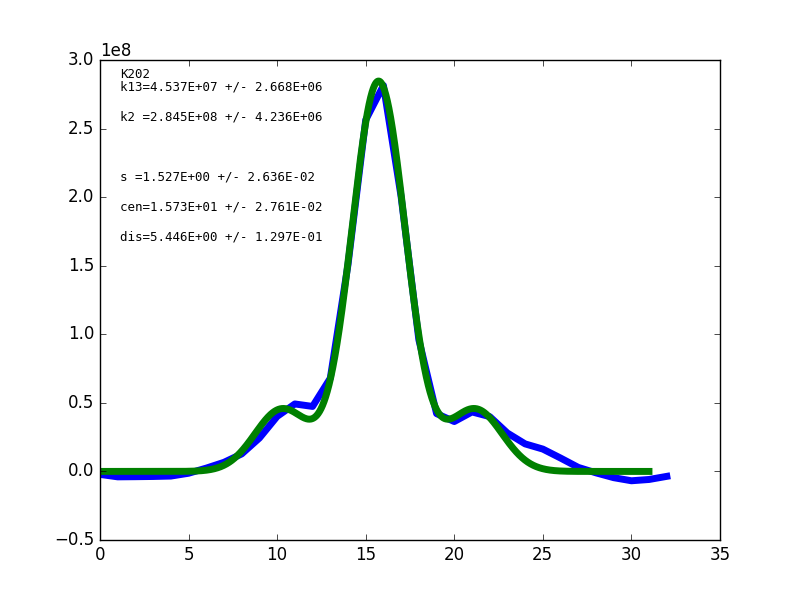 1e8
3.0
K202
k13=4.537E+07 +/- 2.668E+06
k2 =2.845E+08 +/- 4.236E+06
2.5
s =1.527E+00 +/- 2.636E-02
2.0
cen=1.573E+01 +/- 2.761E-02
dis=5.446E+00 +/- 1.297E-01
1.5
1.0
0.5
0.0
−0.5
0 5 10 15 20 25 30 35